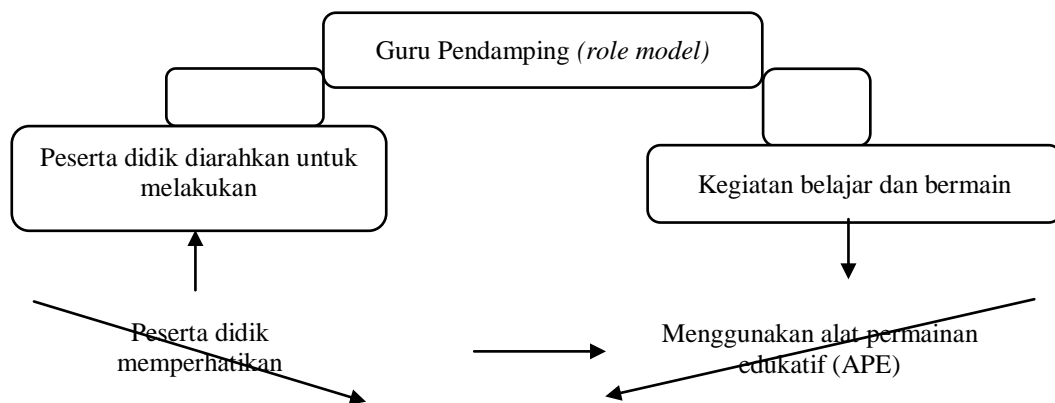 Guru Pendamping (role model)
Peserta didik diarahkan untuk
melakukan
Kegiatan belajar dan bermain
Peserta didik
memperhatikan
Menggunakan alat permainan
edukatif (APE)